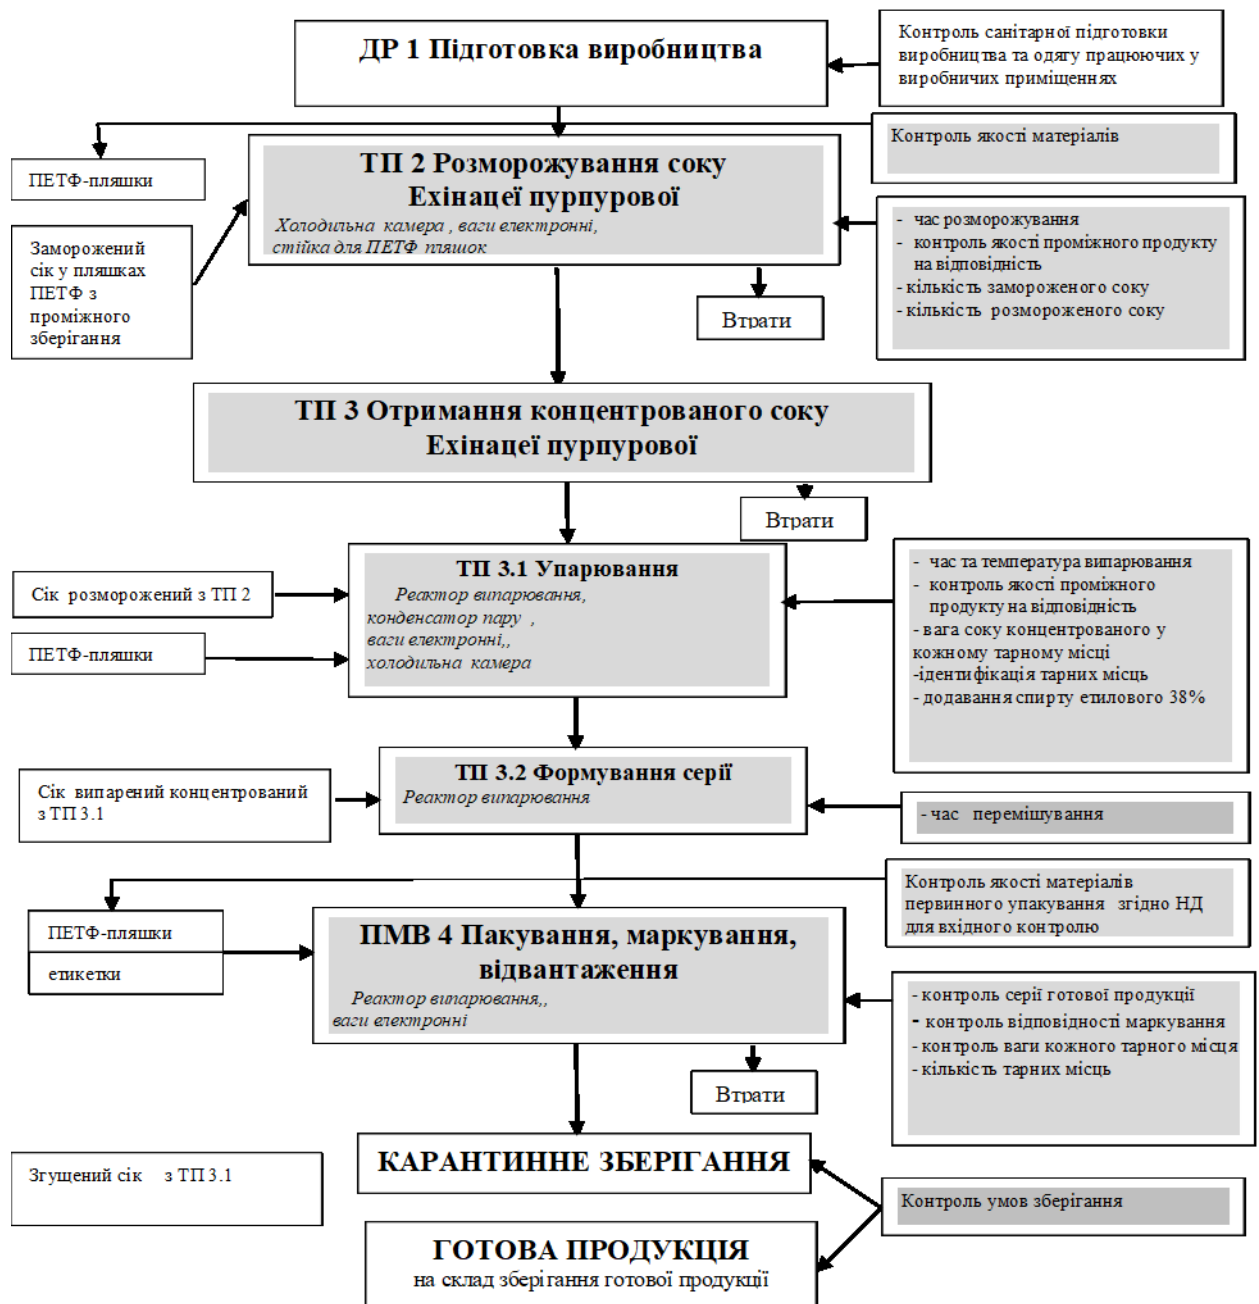 ДР 1 Підготовка виробництва
Контроль санітарної підготовки
виробництва та одягу працюючих у
виробничих приміщеннях
Контроль якості матеріалів
ПЕТФ-пляшки
ТП 2 Розморожування соку
Ехінацеї пурпурової
Холодильна камера , ваги електронні,
стійка для ПЕТФ пляшок
Заморожений
сік у пляшках
ПЕТФ з
проміжного
зберігання
- час розморожування
- контроль якості проміжного продукту
на відповідність
- кількість замороженого соку
- кількість розмороженого соку
Втрати
ТП 3 Отримання концентрованого соку
Ехінацеї пурпурової
Втрати
ТП 3.1 Упарювання
Реактор випарювання,
конденсатор пару ,
ваги електронні,,
холодильна камера
Сік розморожений з ТП 2
ПЕТФ-пляшки
- час та температура випарювання
- контроль якості проміжного
продукту на відповідність
- вага соку концентрованого у
кожному тарному місці
-ідентифікація тарних місць
- додавання спирту етилового 38%
ТП 3.2 Формування серії
Реактор випарювання
Сік випарений концентрований
з ТП 3.1
- час перемішування
Контроль якості матеріалів
первинного упакування згідно НД
для вхідного контролю
ПЕТФ-пляшки
етикетки
ПМВ 4 Пакування, маркування,
відвантаження
Реактор випарювання,,
ваги електронні
- контроль серії готової продукції
- контроль відповідності маркування
- контроль ваги кожного тарного місця
- кількість тарних місць
Втрати
КАРАНТИННЕ ЗБЕРІГАННЯ
Згущений сік з ТП 3.1
Контроль умов зберігання
ГОТОВА ПРОДУКЦІЯ
на склад зберігання готової продукції